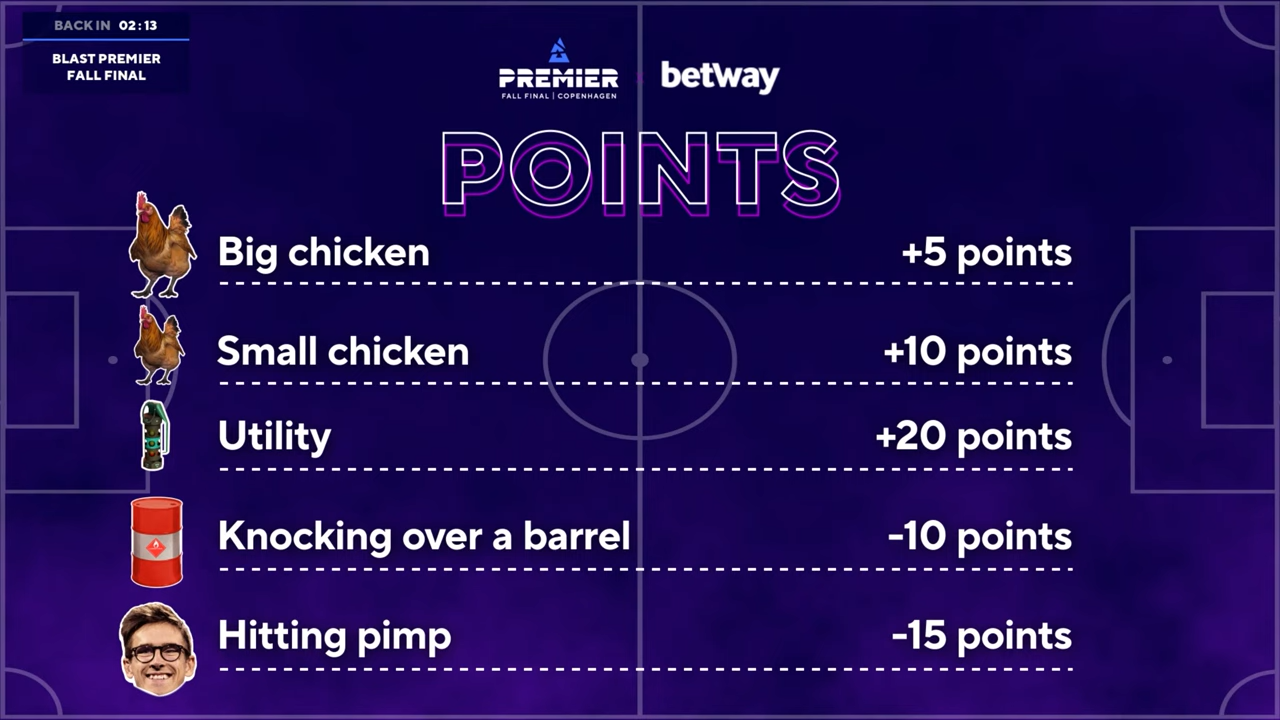 BACK IN 02:13
BLAST PREMIER
FALL FINAL
PREMIER
FALL FINAL | COPENHAGEN
betway
POINTS
Big chicken +5 points
Small chicken +10 points
Utility +20 points
Knocking over a barrel -10 points
Hitting pimp -15 points